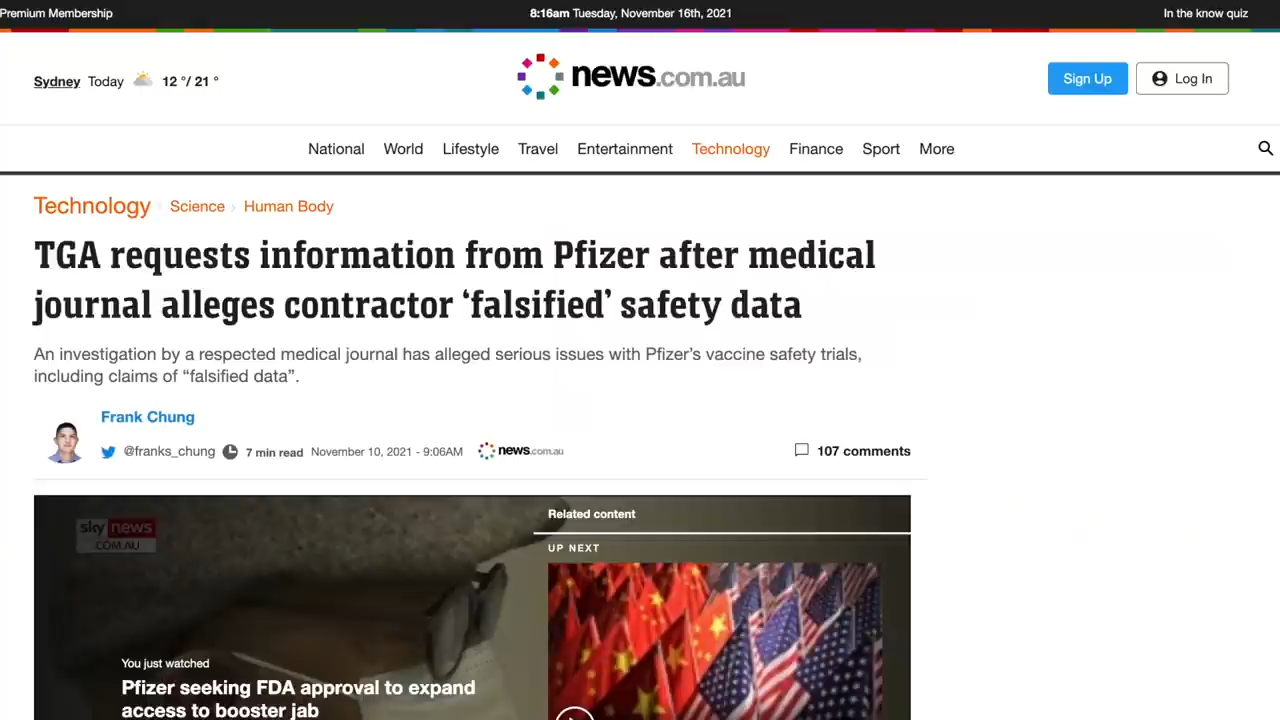 Premium Membership
8:16am Tuesday, November 16th, 2021
In the know quiz
Sydney Today 12 °/ 21 °
news.com.au
Sign Up
Log In
National World Lifestyle Travel Entertainment Technology Finance Sport More
Technology Science Human Body
TGA requests information from Pfizer after medical
journal alleges contractor ‘falsified’ safety data
An investigation by a respected medical journal has alleged serious issues with Pfizer’s vaccine safety trials,
including claims of “falsified data”.
Frank Chung
@franks_chung 7 min read November 10, 2021 - 9:06AM news.com.au
107 comments
sky news
.COM.AU
Related content
UP NEXT
You just watched
Pfizer seeking FDA approval to expand
access to booster jab